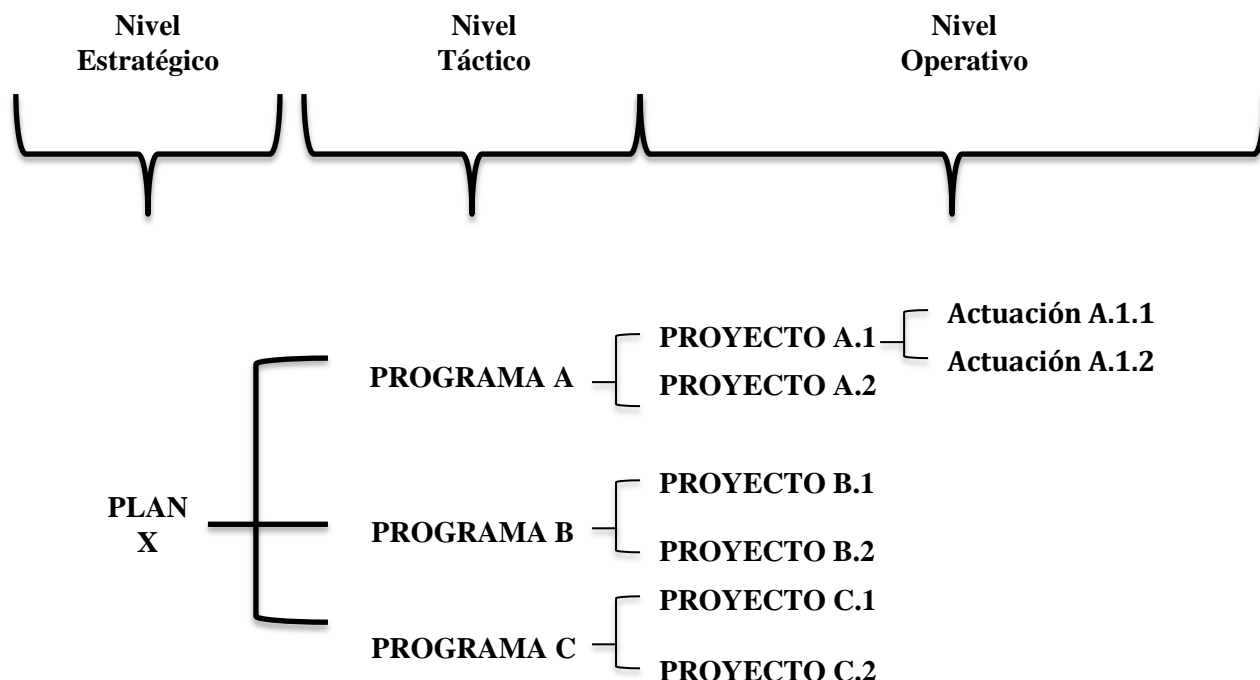 Nivel
Estratégico
Nivel
Táctico
Nivel
Operativo
Actuación A.1.1
PROYECTO A.1
Actuación A.1.2
PROGRAMA A
PROYECTO A.2
PROYECTO B.1
PLAN
X
PROGRAMA B
PROYECTO B.2
PROYECTO C.1
PROGRAMA C
PROYECTO C.2